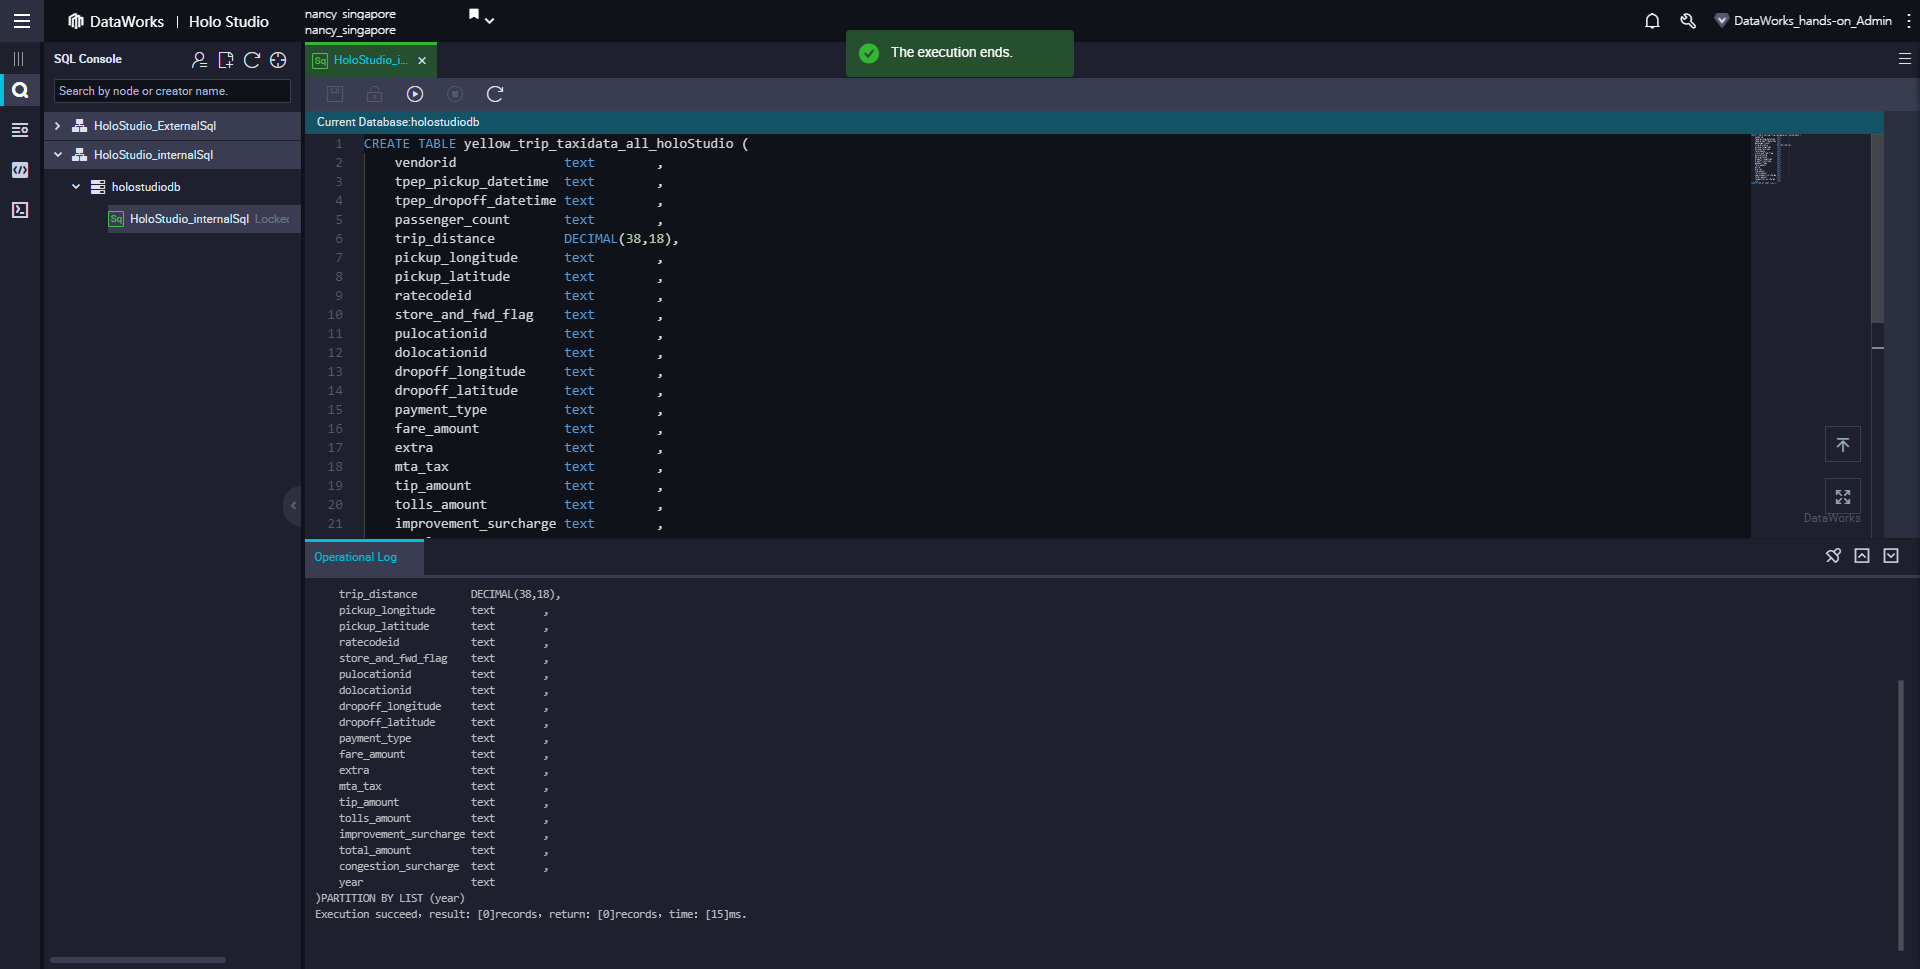 DataWorks | Holo Studio
nancy singapore
nancy_singapore
DataWorks_hands-on_Admin
SQL Console
Search by node or creator name.
HoloStudio_ExternalSql
HoloStudio_internalSql
holostudiodb
Sq HoloStudio_internalSql Locked
Sq HoloStudio_i...
The execution ends.
Current Database:holostudiodb
1 CREATE TABLE yellow_trip_taxidata_all_holoStudio (
2 vendorid text ,
3 tpep_pickup_datetime text ,
4 tpep_dropoff_datetime text ,
5 passenger_count text ,
6 trip_distance DECIMAL(38,18),
7 pickup_longitude text ,
8 pickup_latitude text ,
9 ratecodeid text ,
10 store_and_fwd_flag text ,
11 pulocationid text ,
12 dolocationid text ,
13 dropoff_longitude text ,
14 dropoff_latitude text ,
15 payment_type text ,
16 fare_amount text ,
17 extra text ,
18 mta_tax text ,
19 tip_amount text ,
20 tolls_amount text ,
21 improvement_surcharge text ,
DataWorks
Operational Log
trip_distance DECIMAL(38,18),
pickup_longitude text ,
pickup_latitude text ,
ratecodeid text ,
store_and_fwd_flag text ,
pulocationid text ,
dolocationid text ,
dropoff_longitude text ,
dropoff_latitude text ,
payment_type text ,
fare_amount text ,
extra text ,
mta_tax text ,
tip_amount text ,
tolls_amount text ,
improvement_surcharge text ,
total_amount text ,
congestion_surcharge text ,
year text
)PARTITION BY LIST (year)
Execution succeed, result: [0]records, return: [0]records, time: [15]ms.